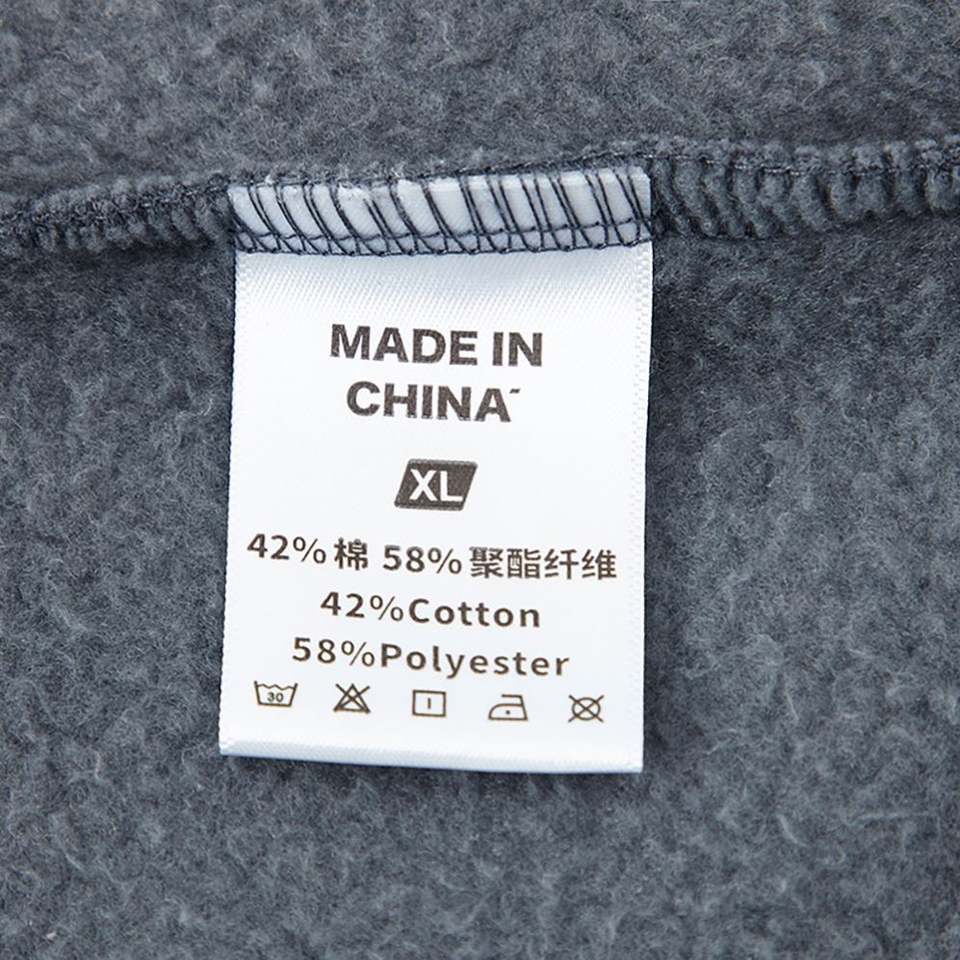 MADE IN
CHINA
XL
42%棉 58%聚酯纤维
42%Cotton
58%Polyester
30